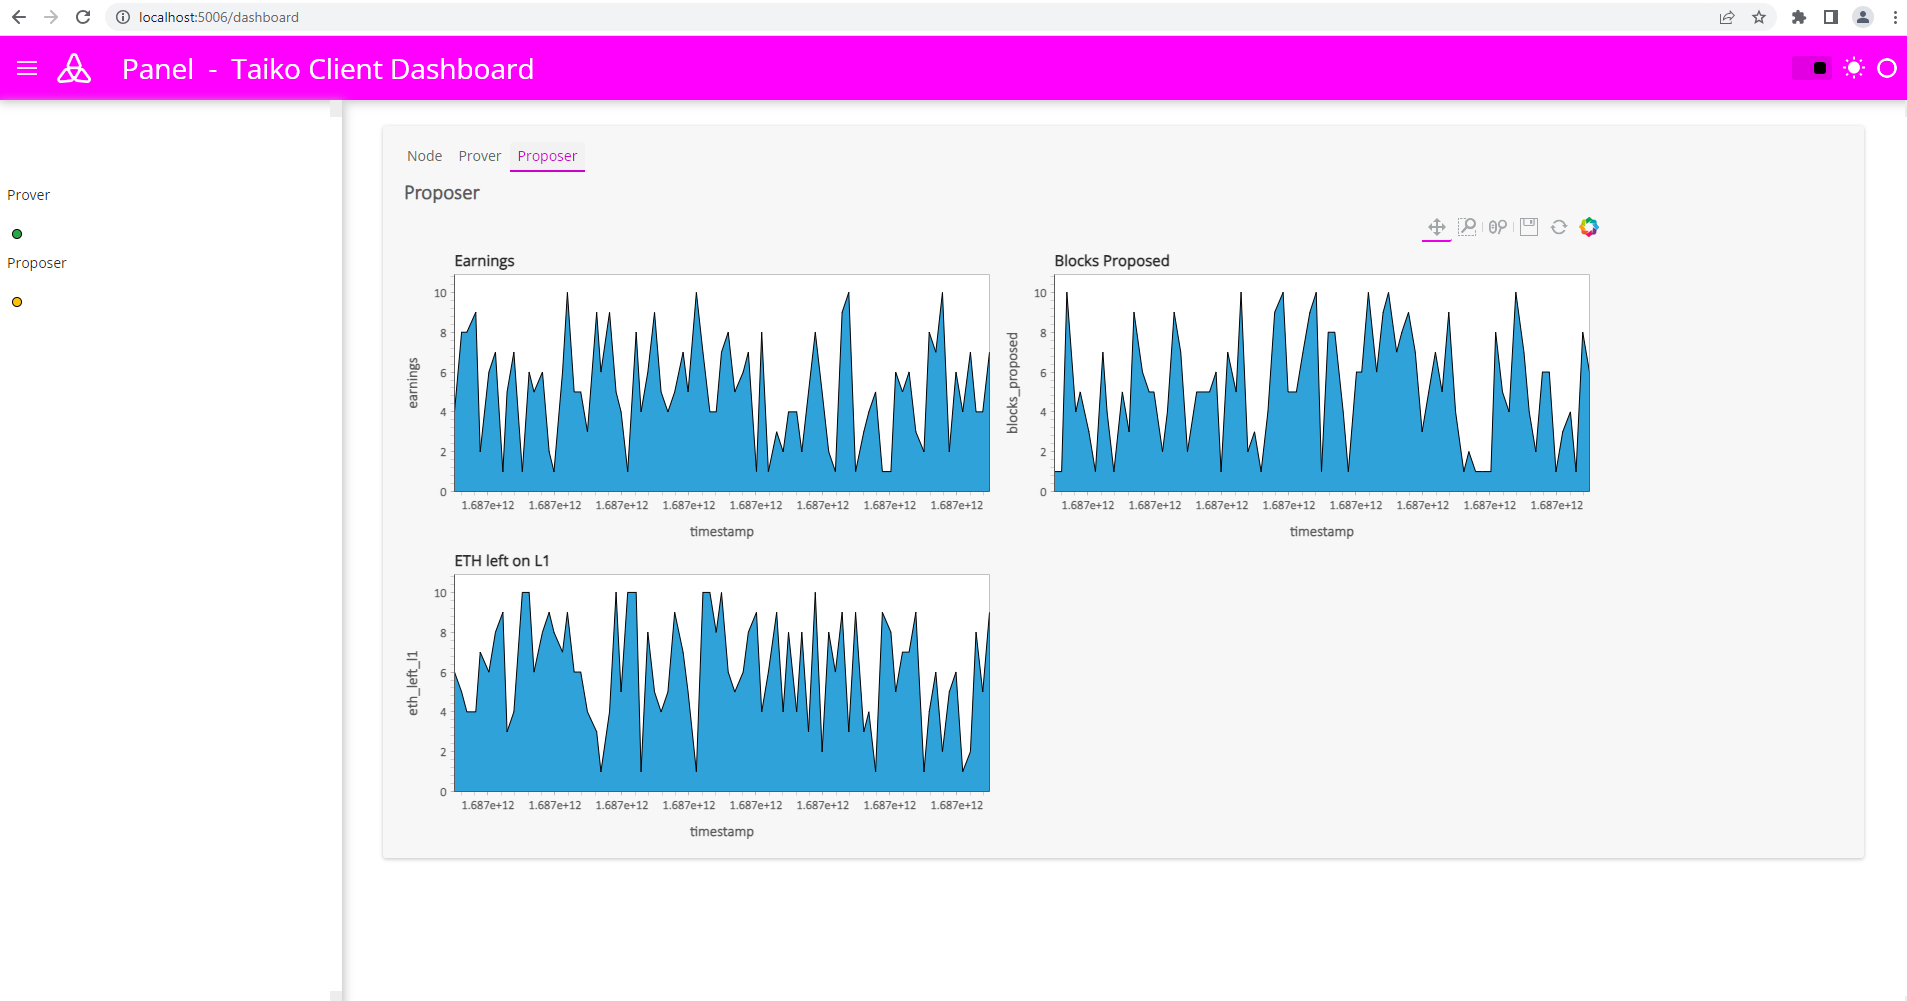 localhost:5006/dashboard
Panel - Taiko Client Dashboard
Prover
Proposer
Node Prover Proposer
Proposer
Earnings
earnings
10
8
6
4
2
0
1.687e+12 1.687e+12 1.687e+12 1.687e+12 1.687e+12 1.687e+12 1.687e+12 1.687e+12
timestamp
Blocks Proposed
blocks_proposed
10
8
6
4
2
0
1.687e+12 1.687e+12 1.687e+12 1.687e+12 1.687e+12 1.687e+12 1.687e+12 1.687e+12
timestamp
ETH left on L1
eth_left_l1
10
8
6
4
2
0
1.687e+12 1.687e+12 1.687e+12 1.687e+12 1.687e+12 1.687e+12 1.687e+12 1.687e+12
timestamp